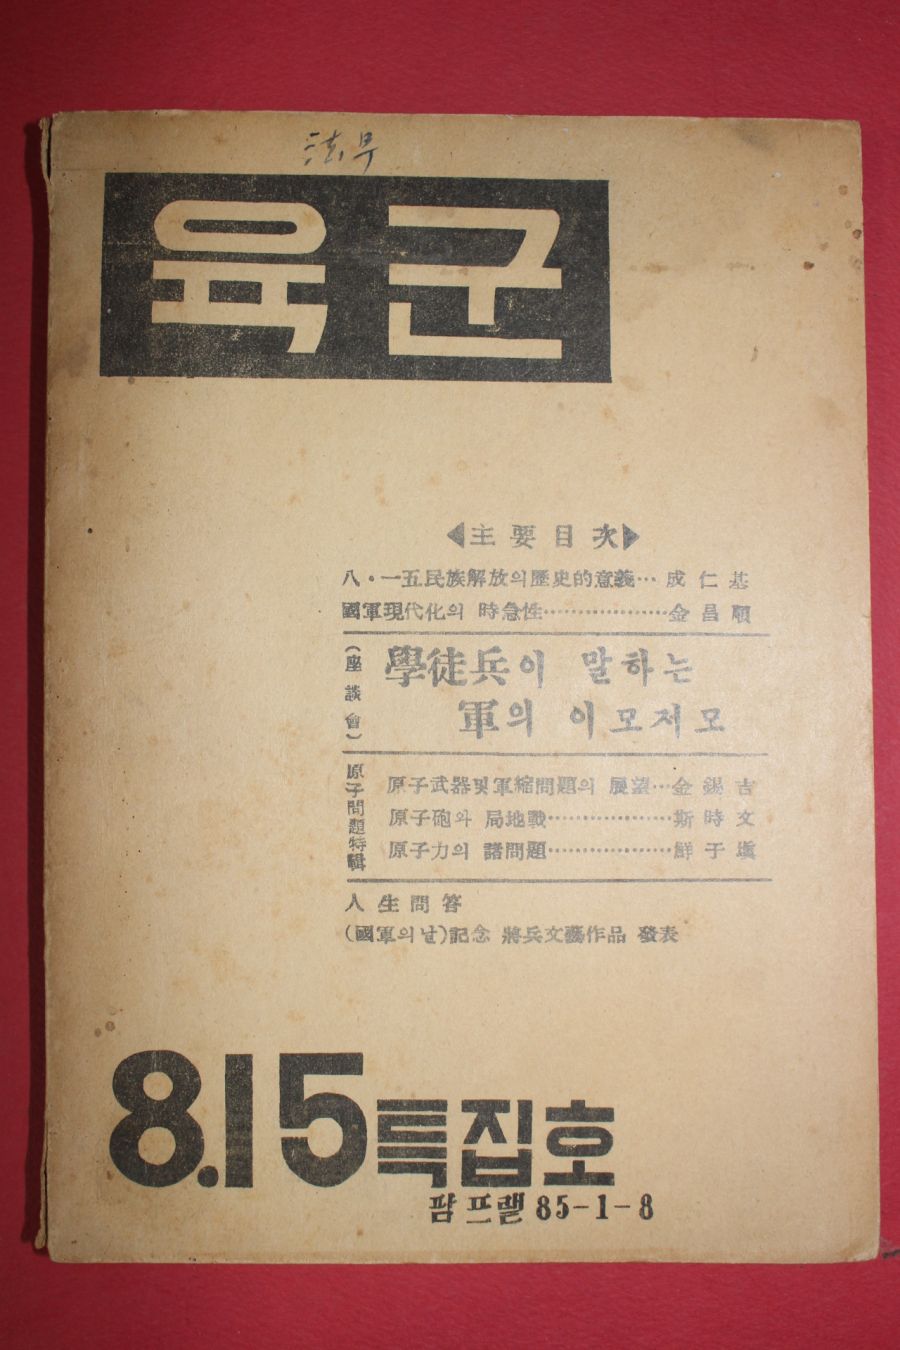 法무
육군
◀主要目次▶
八·一五民族解放의歷史的意義…成仁基
國軍現代化의 時急性………………金昌順
(座談會)
學徒兵이 말하는
軍의 이모저모
原子問題特輯
原子武器및軍縮問題의 展望…金錫吉
原子砲와 局地戰………………斯時文
原子力의 諸問題………………鮮于
人生問答
(國軍의날)記念 將兵文藝作品 發表
8.15특집호
팜프렡 85-1-8